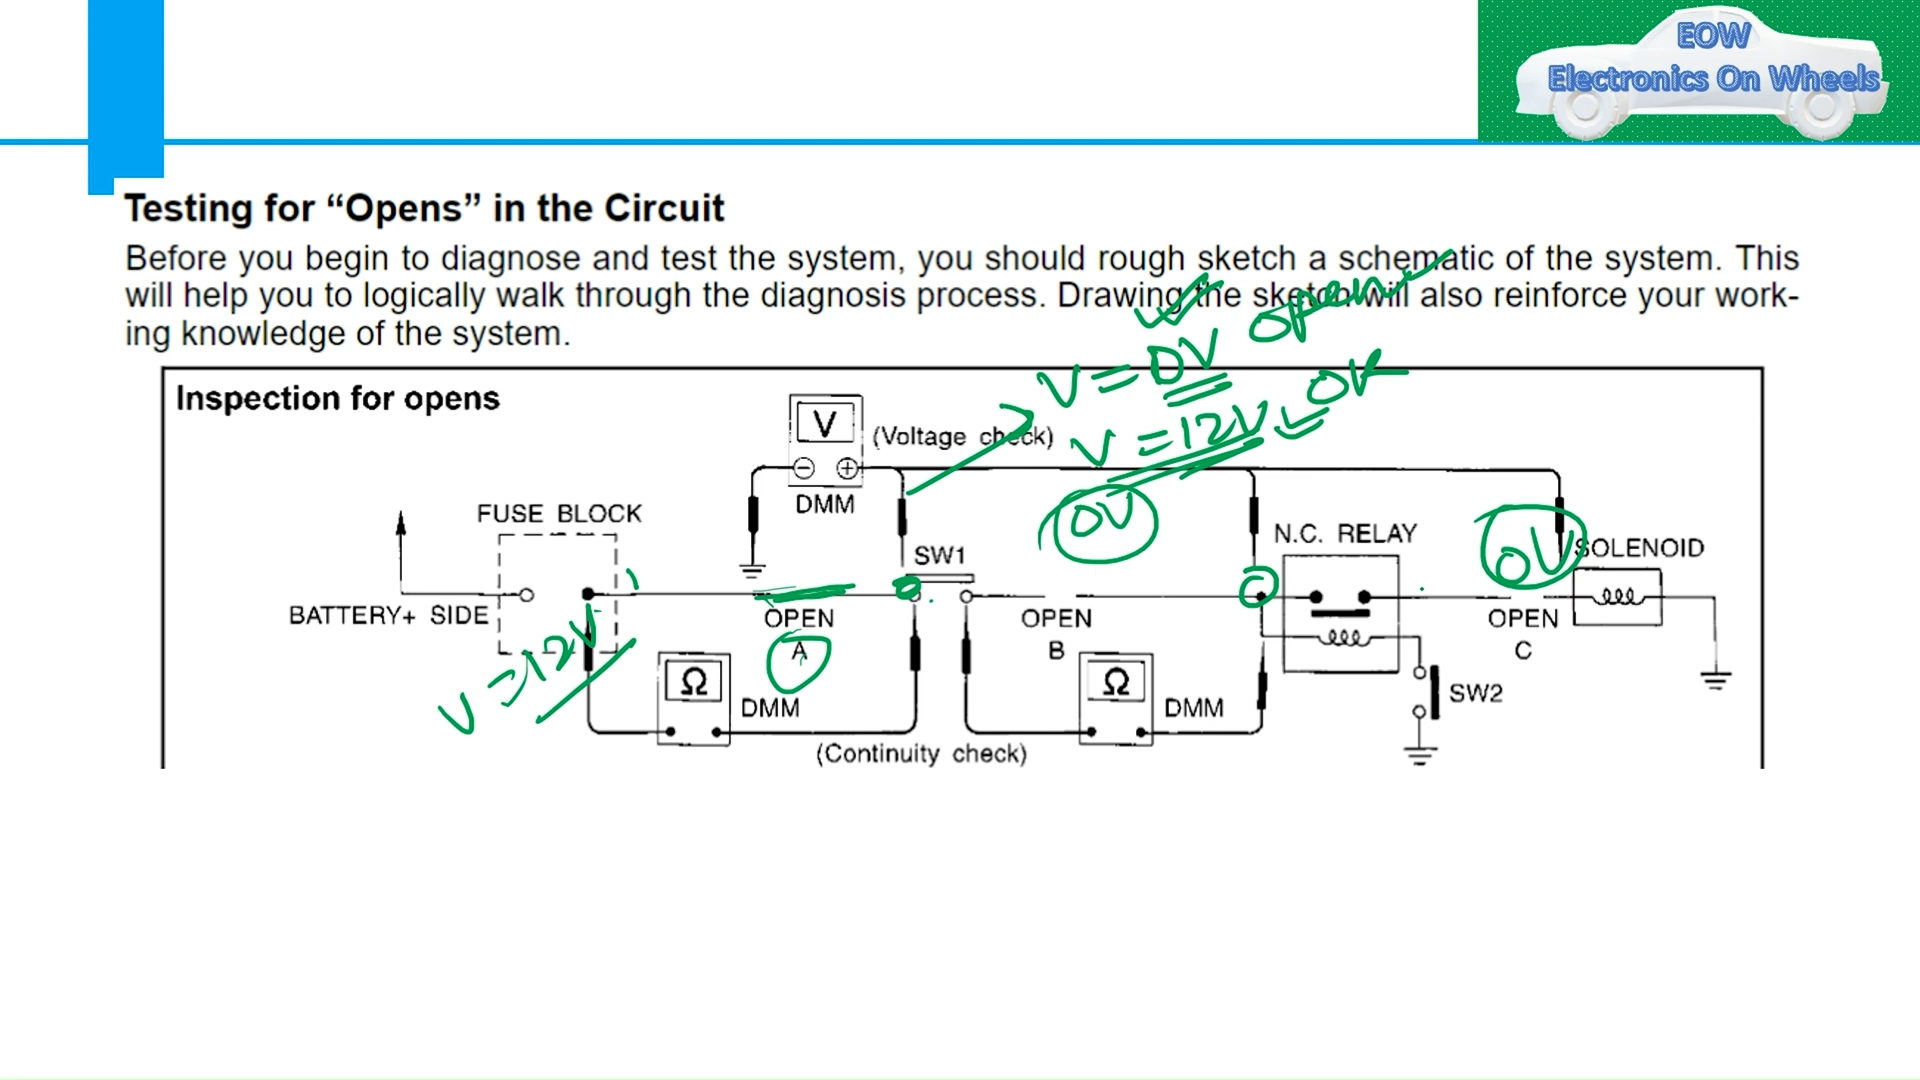 EOW
Electronics On Wheels
Testing for “Opens” in the Circuit
Before you begin to diagnose and test the system, you should rough sketch a schematic of the system. This
will help you to logically walk through the diagnosis process. Drawing the sketch will also reinforce your work-
ing knowledge of the system.
Inspection for opens
V = 0V open
V = 12V OK
V
(Voltage check)
DMM
FUSE BLOCK
0V
0V
SW1
N.C. RELAY
SOLENOID
BATTERY+ SIDE
OPEN
A
OPEN
B
OPEN
C
V = 12V
Ω
DMM
Ω
DMM
SW2
(Continuity check)